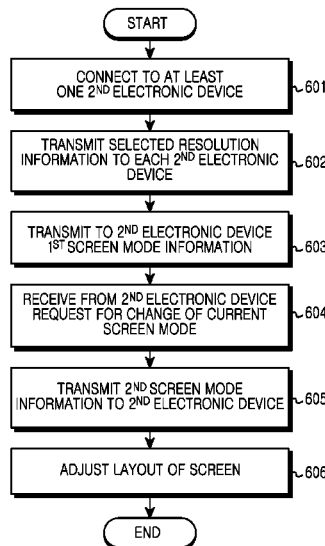 START
CONNECT TO AT LEAST
ONE 2ND ELECTRONIC DEVICE
601
TRANSMIT SELECTED RESOLUTION
INFORMATION TO EACH 2ND ELECTRONIC
DEVICE
602
TRANSMIT TO 2ND ELECTRONIC DEVICE
1ST SCREEN MODE INFORMATION
603
RECEIVE FROM 2ND ELECTRONIC DEVICE
REQUEST FOR CHANGE OF CURRENT
SCREEN MODE
604
TRANSMIT 2ND SCREEN MODE
INFORMATION TO 2ND ELECTRONIC DEVICE
605
ADJUST LAYOUT OF SCREEN
606
END